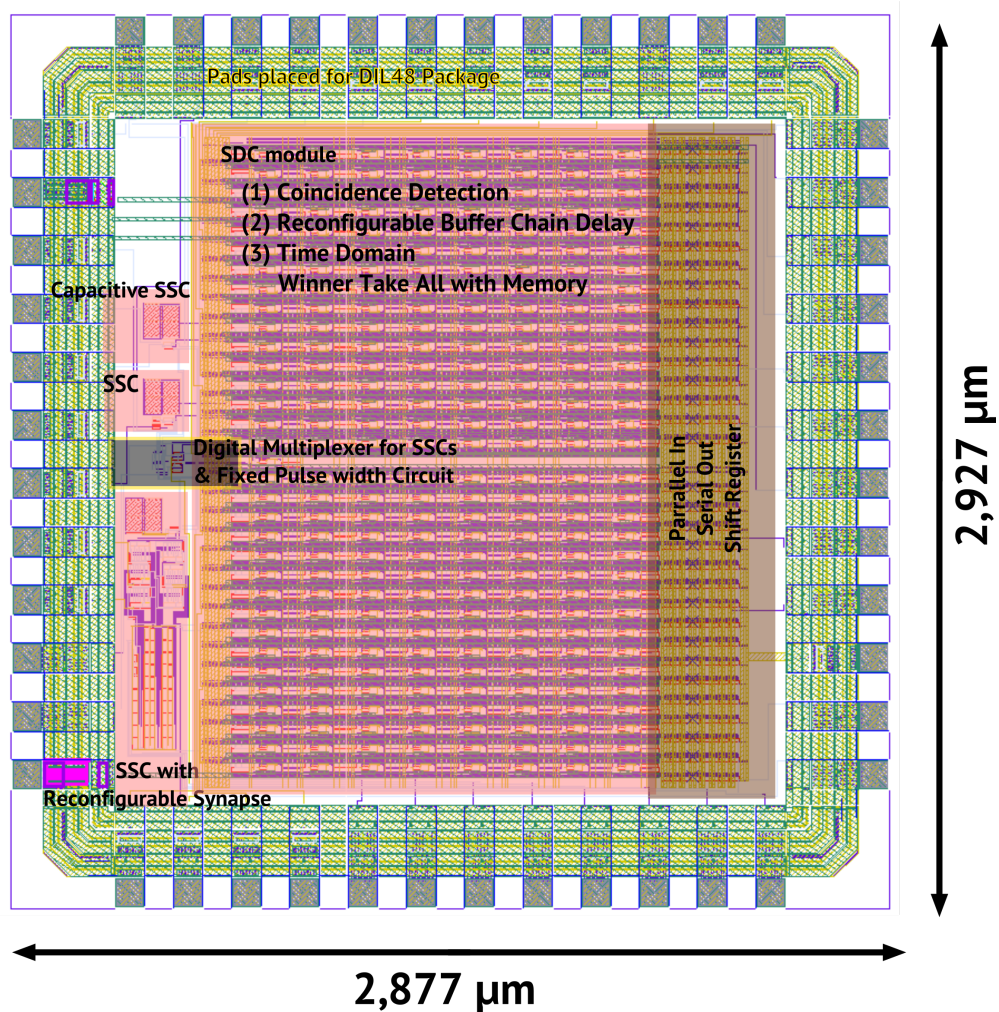 Pads placed for DIL48 Package
SDC module
(1) Coincidence Detection
(2) Reconfigurable Buffer Chain Delay
(3) Time Domain
Winner Take All with Memory
Capacitive SSC
SSC
Digital Multiplexer for SSCs
& Fixed Pulse width Circuit
Parrallel In
Serial Out
Shift Register
SSC with
Reconfigurable Synapse
2,927 µm
2,877 µm